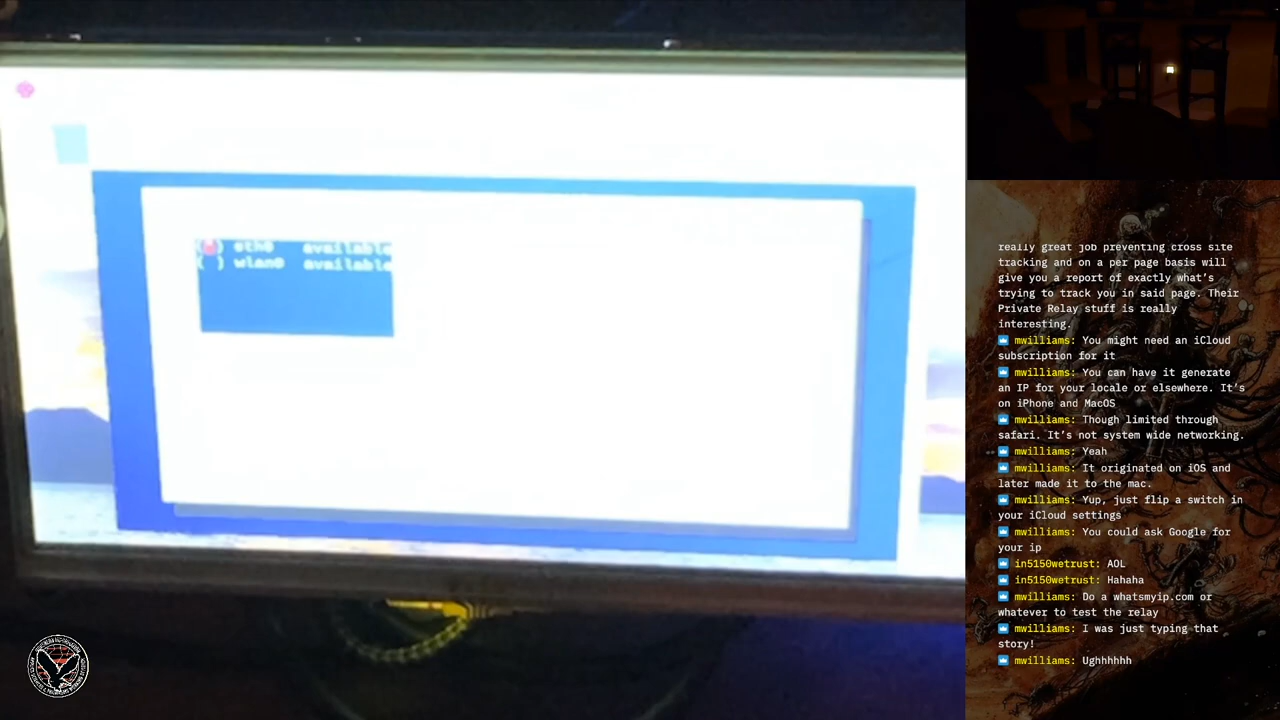 ( ) eth0 available
( ) wlan0 available
really great job preventing cross site
tracking and on a per page basis will
give you a report of exactly what's
trying to track you in said page. Their
Private Relay stuff is really
interesting.
mwilliams: You might need an iCloud
subscription for it
mwilliams: You can have it generate
an IP for your locale or elsewhere. It's
on iPhone and MacOS
mwilliams: Though limited through
safari. It's not system wide networking.
mwilliams: Yeah
mwilliams: It originated on iOS and
later made it to the mac.
mwilliams: Yup, just flip a switch in
your iCloud settings
mwilliams: You could ask Google for
your ip
in5150wetrust: AOL
in5150wetrust: Hahaha
mwilliams: Do a whatsmyip.com or
whatever to test the relay
mwilliams: I was just typing that
story!
mwilliams: Ughhhhhh